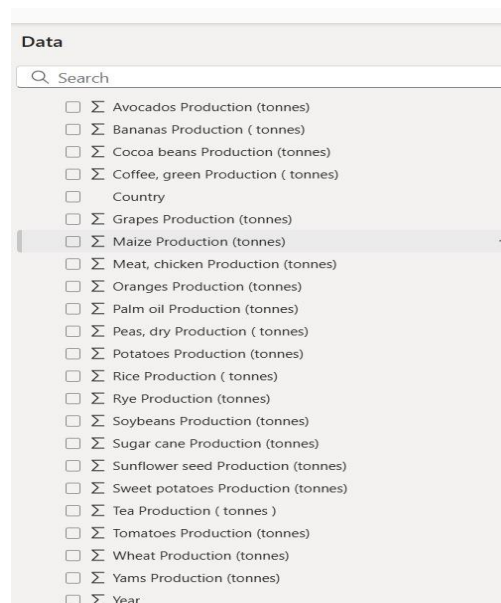 Data
Search
Σ Avocados Production (tonnes)
Σ Bananas Production ( tonnes)
Σ Cocoa beans Production (tonnes)
Σ Coffee, green Production ( tonnes)
Country
Σ Grapes Production (tonnes)
Σ Maize Production (tonnes)
Σ Meat, chicken Production (tonnes)
Σ Oranges Production (tonnes)
Σ Palm oil Production (tonnes)
Σ Peas, dry Production ( tonnes)
Σ Potatoes Production (tonnes)
Σ Rice Production ( tonnes)
Σ Rye Production (tonnes)
Σ Soybeans Production (tonnes)
Σ Sugar cane Production (tonnes)
Σ Sunflower seed Production (tonnes)
Σ Sweet potatoes Production (tonnes)
Σ Tea Production ( tonnes )
Σ Tomatoes Production (tonnes)
Σ Wheat Production (tonnes)
Σ Yams Production (tonnes)
Σ Year